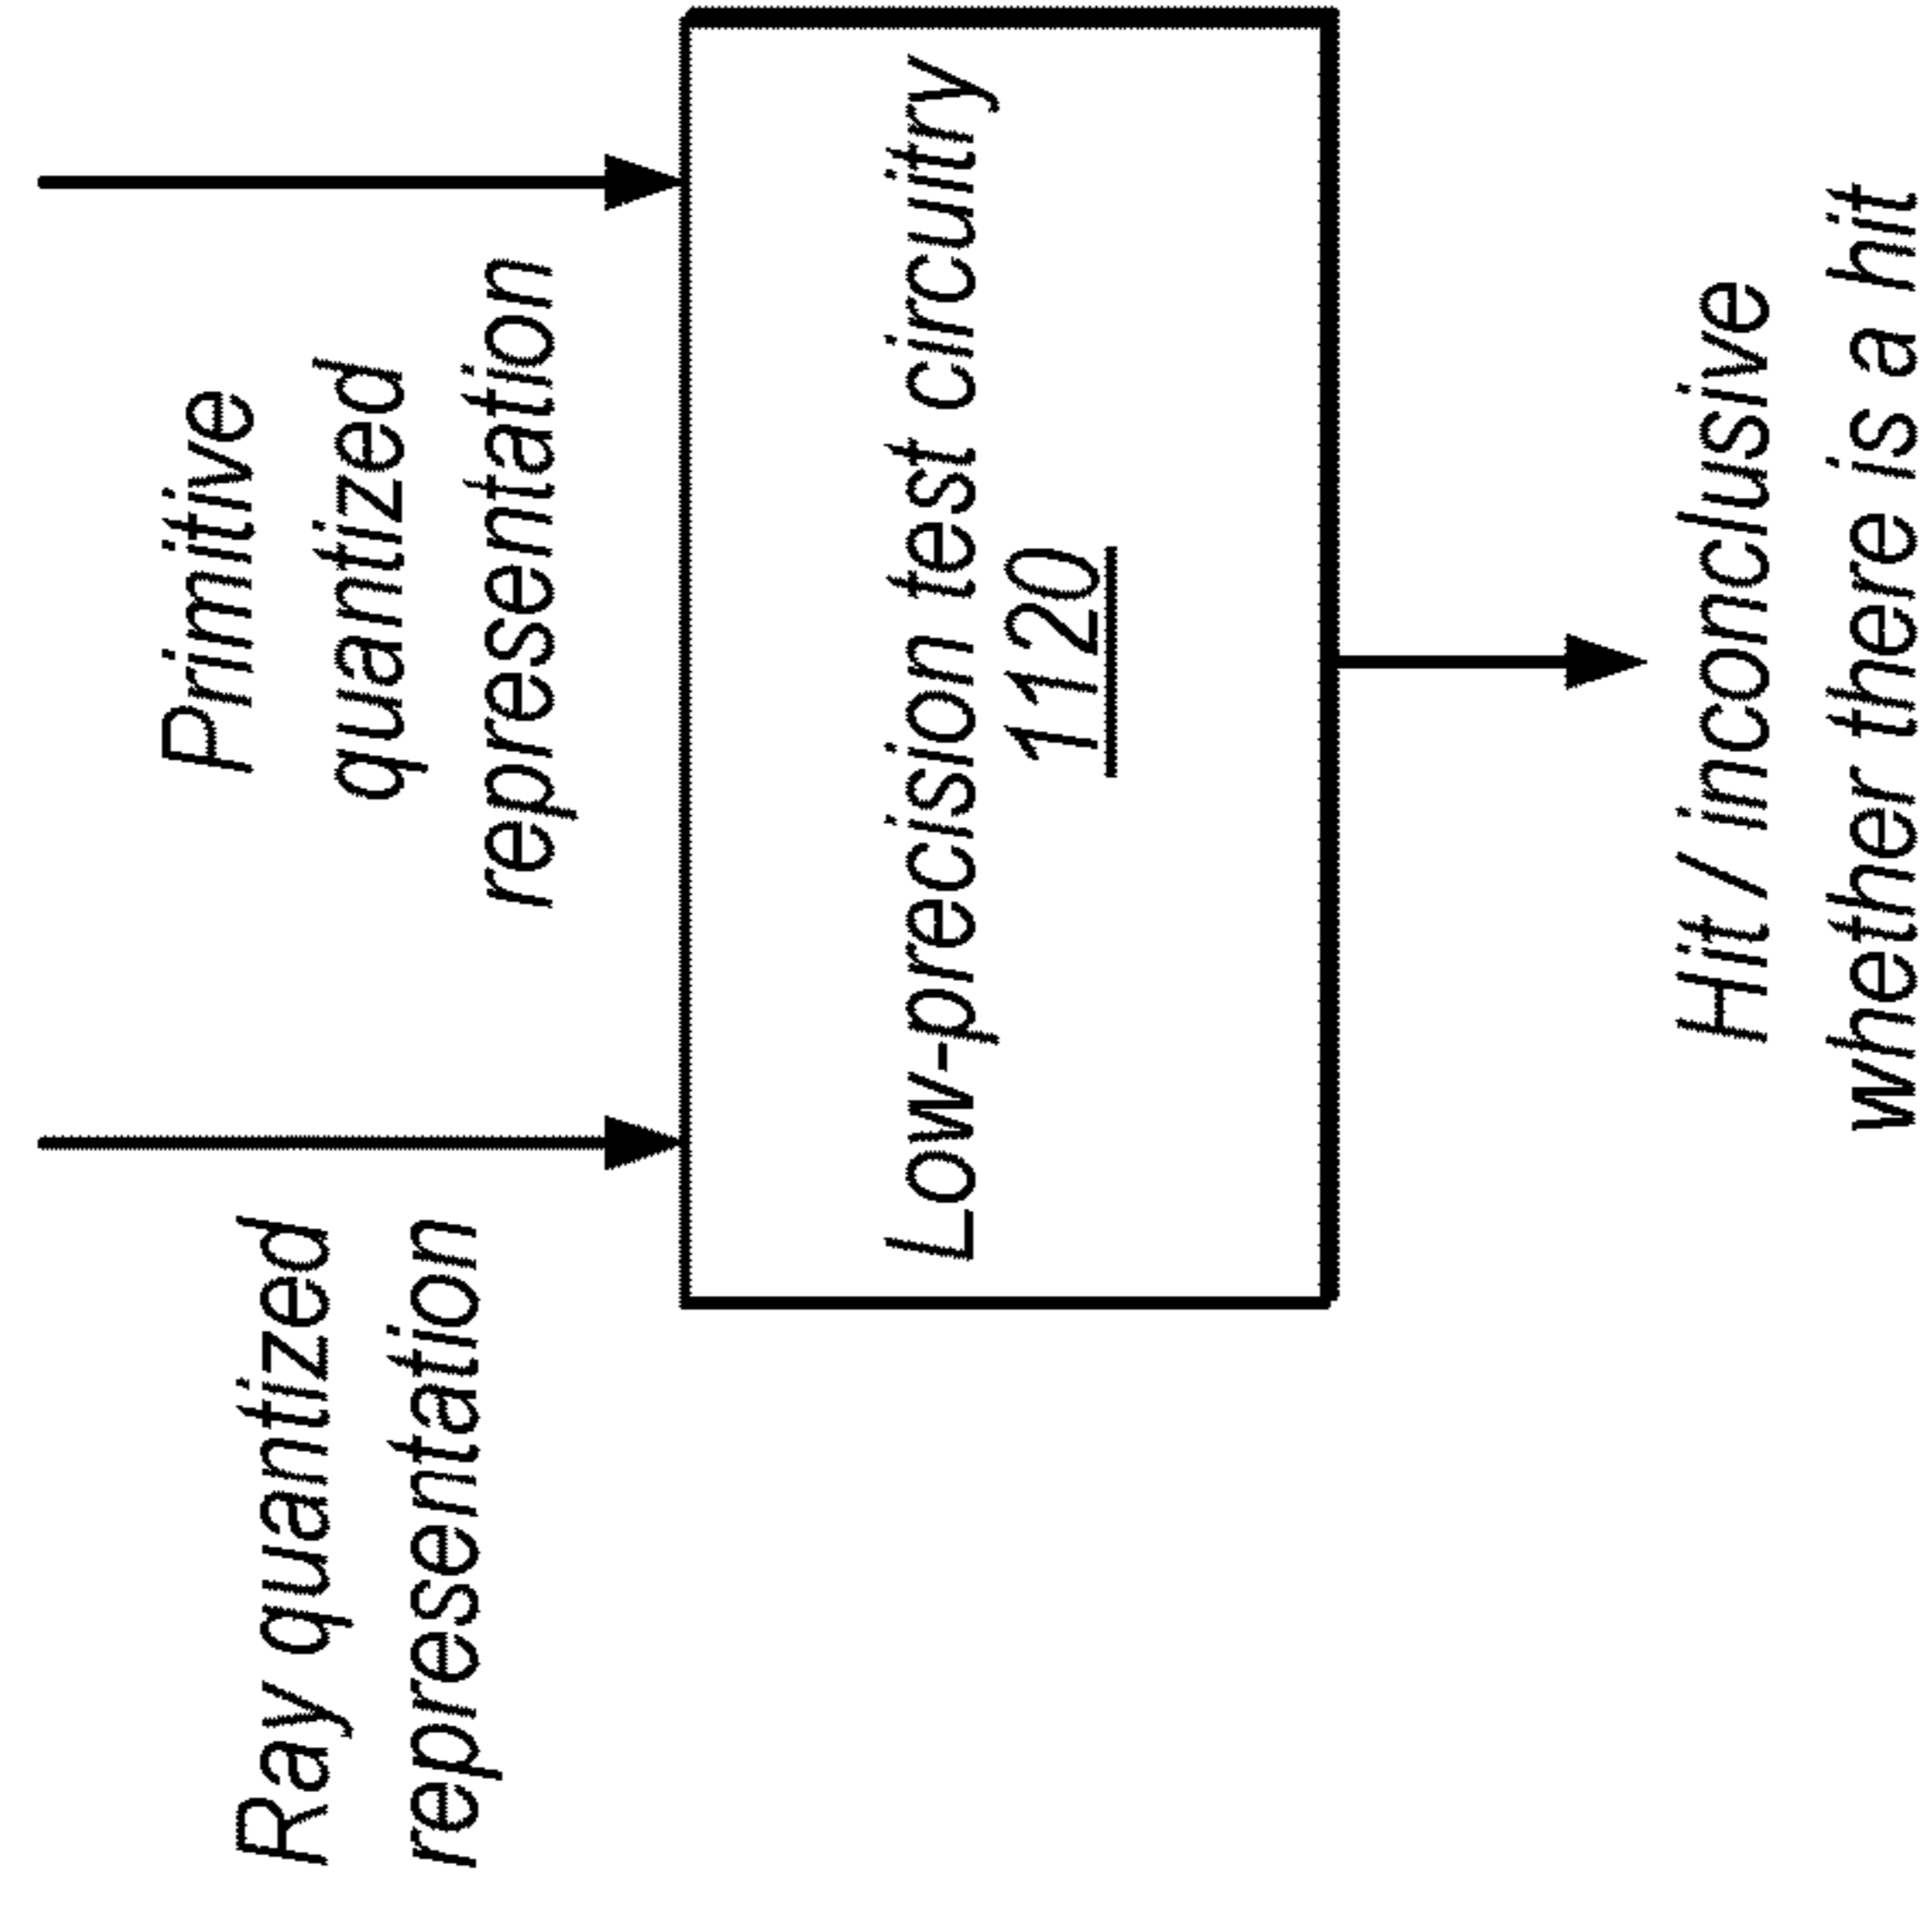 Ray quantized
representation
Primitive
quantized
representation
Low-precision test circuitry
1120
Hit / inconclusive
whether there is a hit